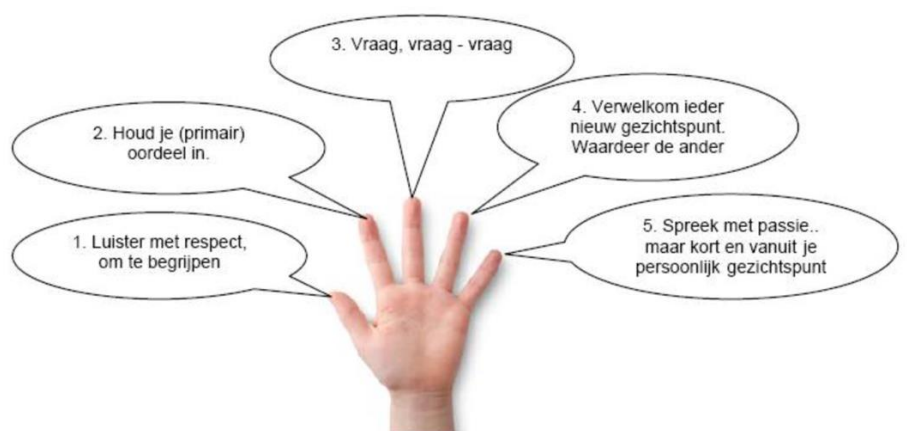 1. Luister met respect,
om te begrijpen
2. Houd je (primair)
oordeel in.
3. Vraag, vraag - vraag
4. Verwelkom ieder
nieuw gezichtspunt.
Waardeer de ander
5. Spreek met passie..
maar kort en vanuit je
persoonlijk gezichtspunt